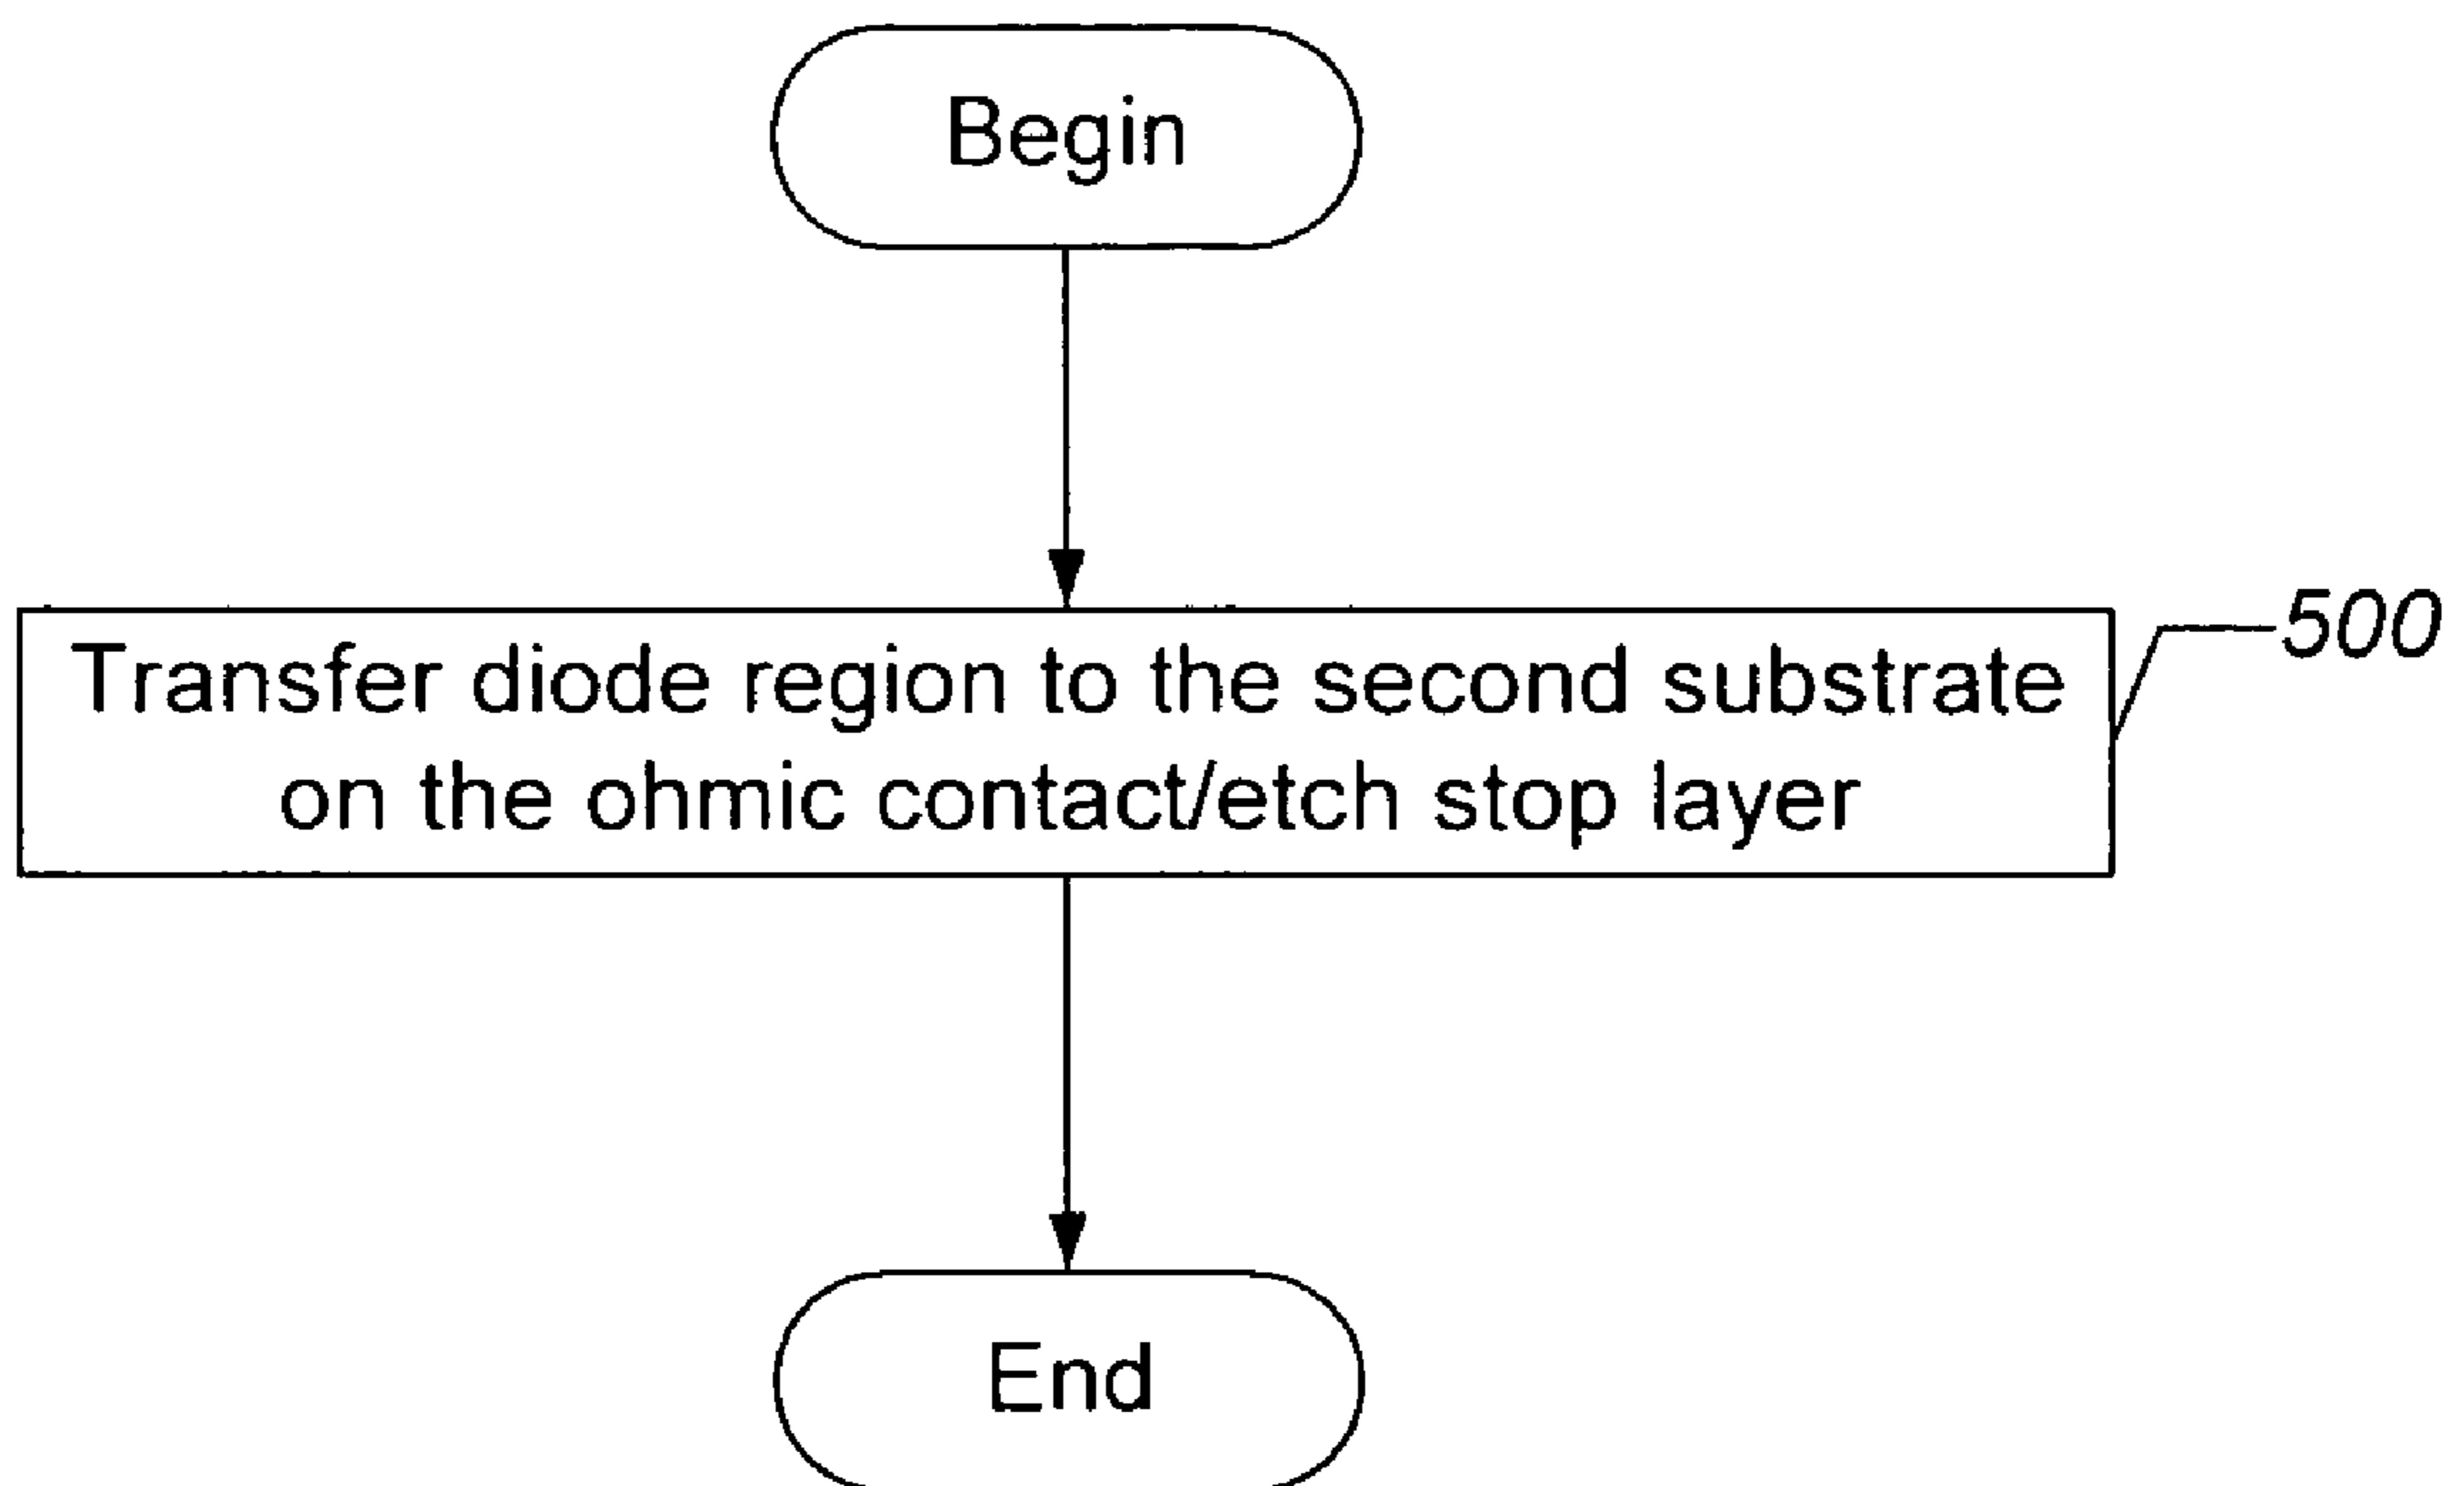 Begin
Transfer diode region to the second substrate
on the ohmic contact/etch stop layer
500
End